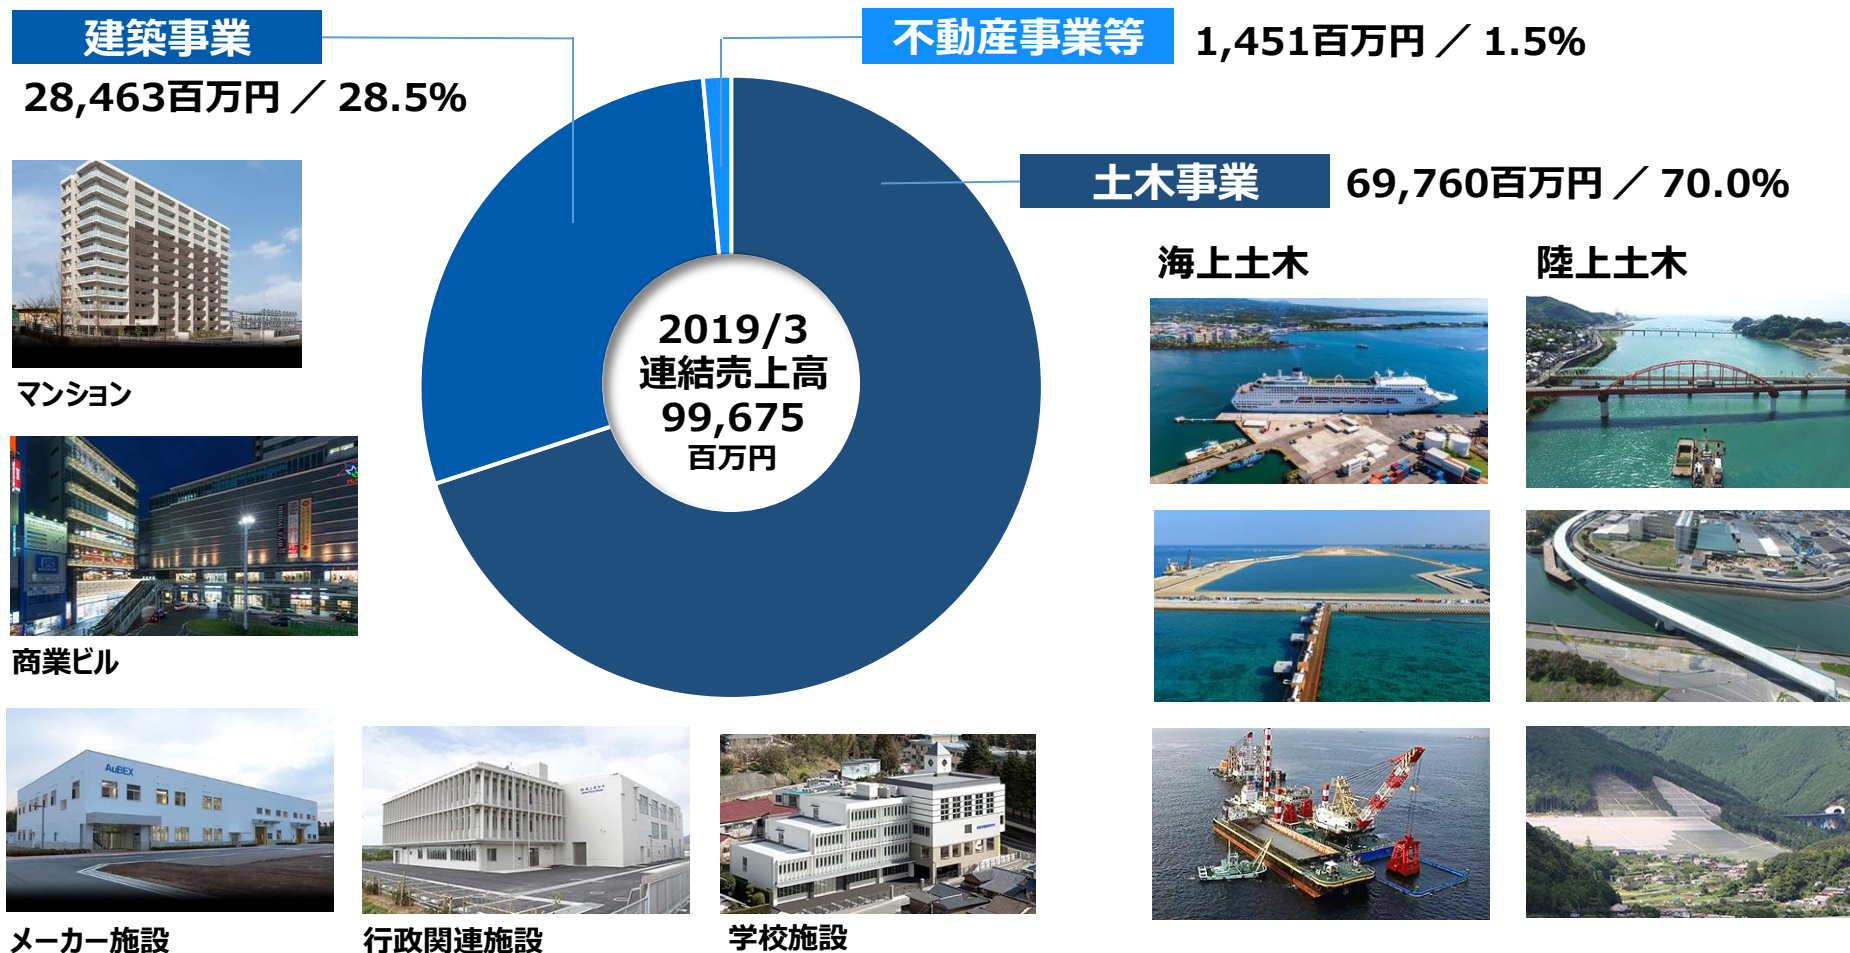 建築事業
28,463百万円 ／ 28.5%
不動産事業等
1,451百万円 ／ 1.5%
土木事業
69,760百万円 ／ 70.0%
2019/3
連結売上高
99,675
百万円
海上土木
陸上土木
マンション
商業ビル
AuBEX
メーカー施設
行政関連施設
学校施設